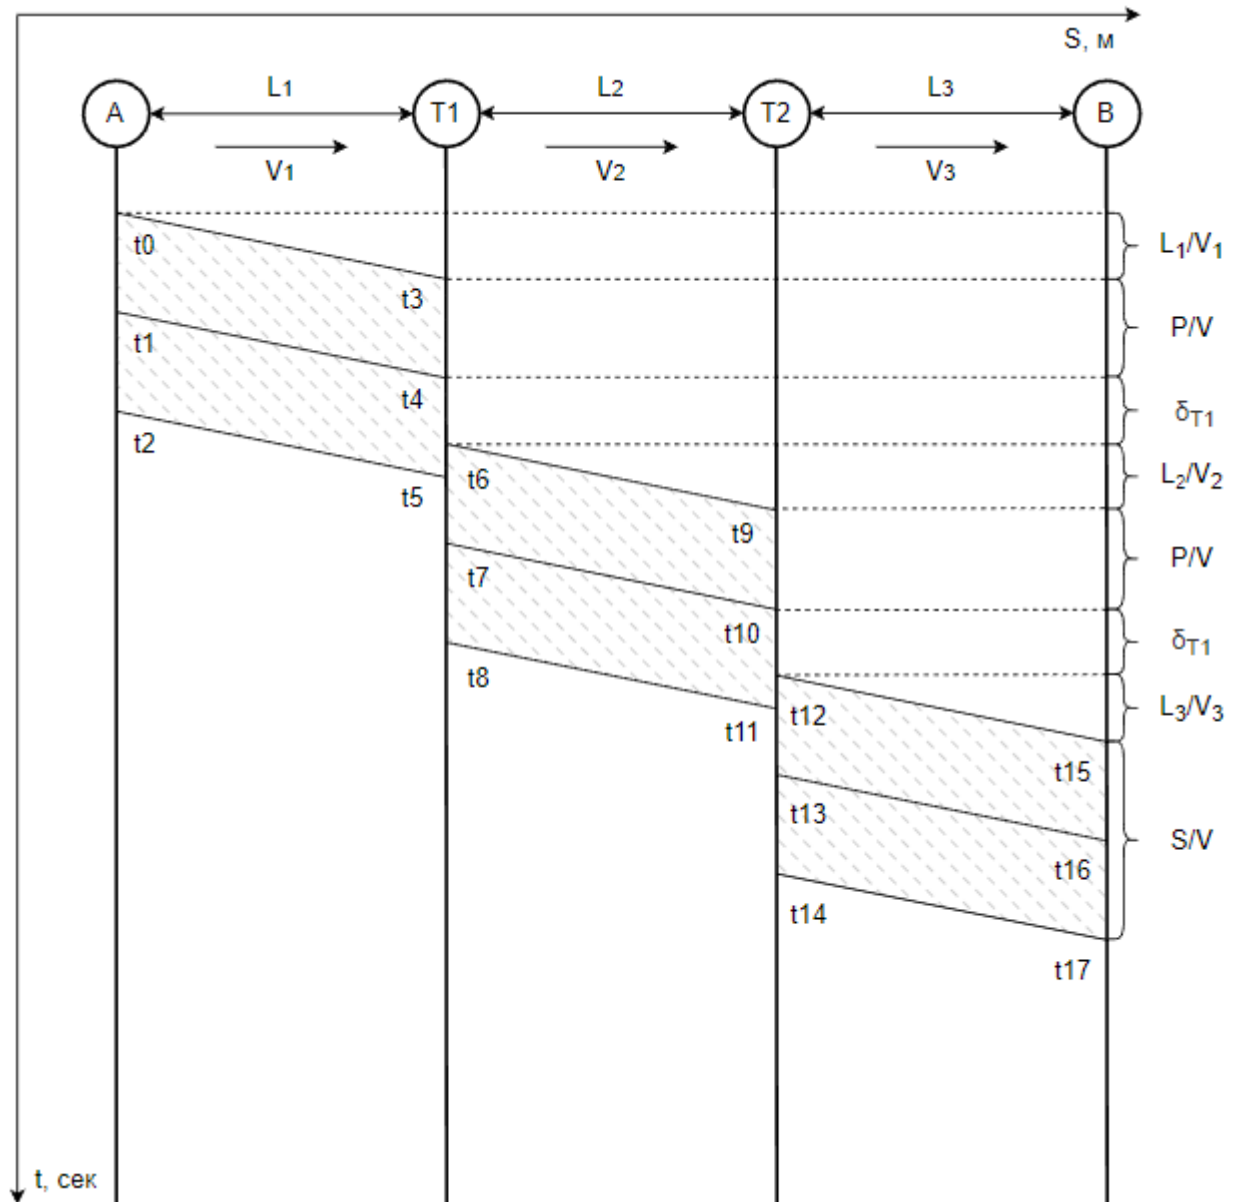 S, м
L1
L2
L3
A
T1
T2
B
V1
V2
V3
t0
L1/V1
t3
t1
P/V
t4
δT1
t2
t6
L2/V2
t5
t9
t7
P/V
t10
δT1
t8
t12
L3/V3
t11
t15
t13
S/V
t16
t14
t17
t, сек